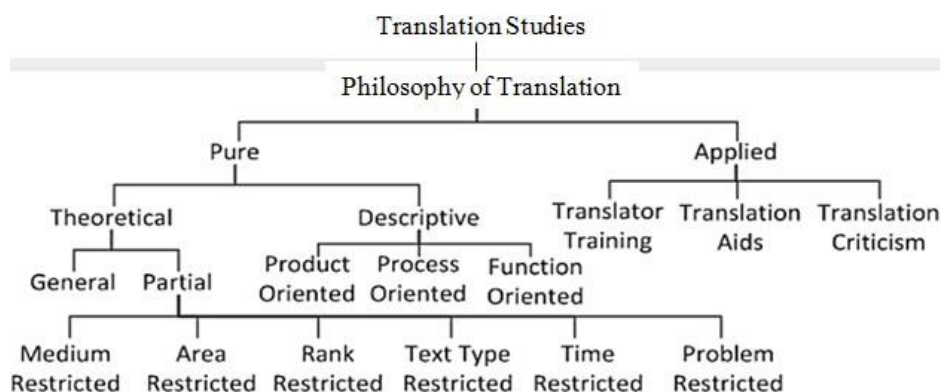 Translation Studies
Philosophy of Translation
Pure
Applied
Theoretical
Descriptive
Translator Training
Translation Aids
Translation Criticism
General
Partial
Product Oriented
Process Oriented
Function Oriented
Medium Restricted
Area Restricted
Rank Restricted
Text Type Restricted
Time Restricted
Problem Restricted